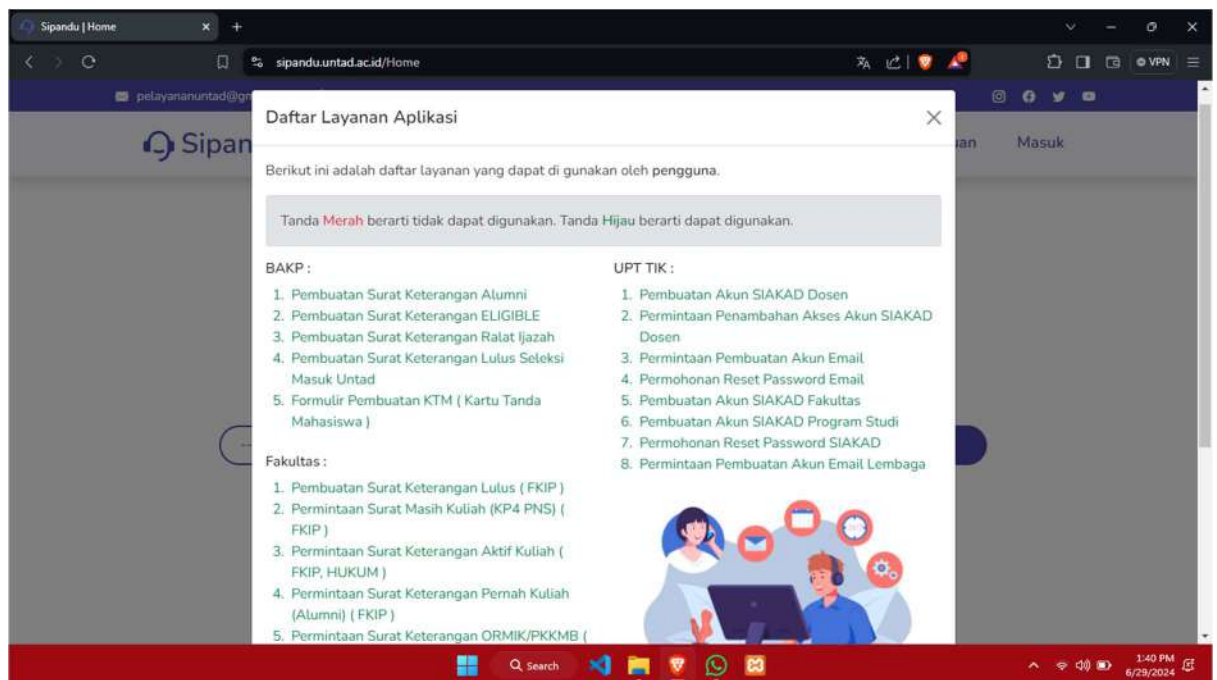 Sipandu | Home
sipandu.untad.ac.id/Home
VPN
pelayananuntad@gm
Sipan
Masuk
Daftar Layanan Aplikasi
Berikut ini adalah daftar layanan yang dapat di gunakan oleh pengguna.
Tanda Merah berarti tidak dapat digunakan. Tanda Hijau berarti dapat digunakan.
BAKP :
1. Pembuatan Surat Keterangan Alumni
2. Pembuatan Surat Keterangan ELIGIBLE
3. Pembuatan Surat Keterangan Ralat Ijazah
4. Pembuatan Surat Keterangan Lulus Seleksi
Masuk Untad
5. Formulir Pembuatan KTM ( Kartu Tanda
Mahasiswa )
Fakultas :
1. Pembuatan Surat Keterangan Lulus ( FKIP )
2. Permintaan Surat Masih Kuliah (KP4 PNS) (
FKIP )
3. Permintaan Surat Keterangan Aktif Kuliah (
FKIP, HUKUM )
4. Permintaan Surat Keterangan Pernah Kuliah
(Alumni) ( FKIP )
5. Permintaan Surat Keterangan ORMIK/PKKMB (
UPT TIK :
1. Pembuatan Akun SIAKAD Dosen
2. Permintaan Penambahan Akses Akun SIAKAD
Dosen
3. Permintaan Pembuatan Akun Email
4. Permohonan Reset Password Email
5. Pembuatan Akun SIAKAD Fakultas
6. Pembuatan Akun SIAKAD Program Studi
7. Permohonan Reset Password SIAKAD
8. Permintaan Pembuatan Akun Email Lembaga
Search
1:40 PM
6/29/2024